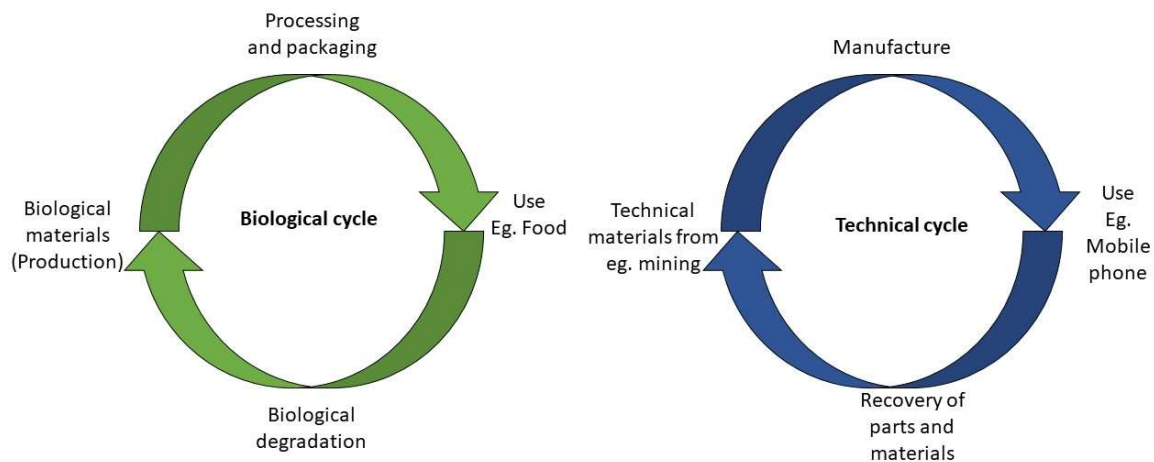 Processing
and packaging
Biological
materials
(Production)
Biological cycle
Use
Eg. Food
Biological
degradation
Manufacture
Technical
materials from
eg. mining
Technical cycle
Use
Eg.
Mobile
phone
Recovery of
parts and
materials